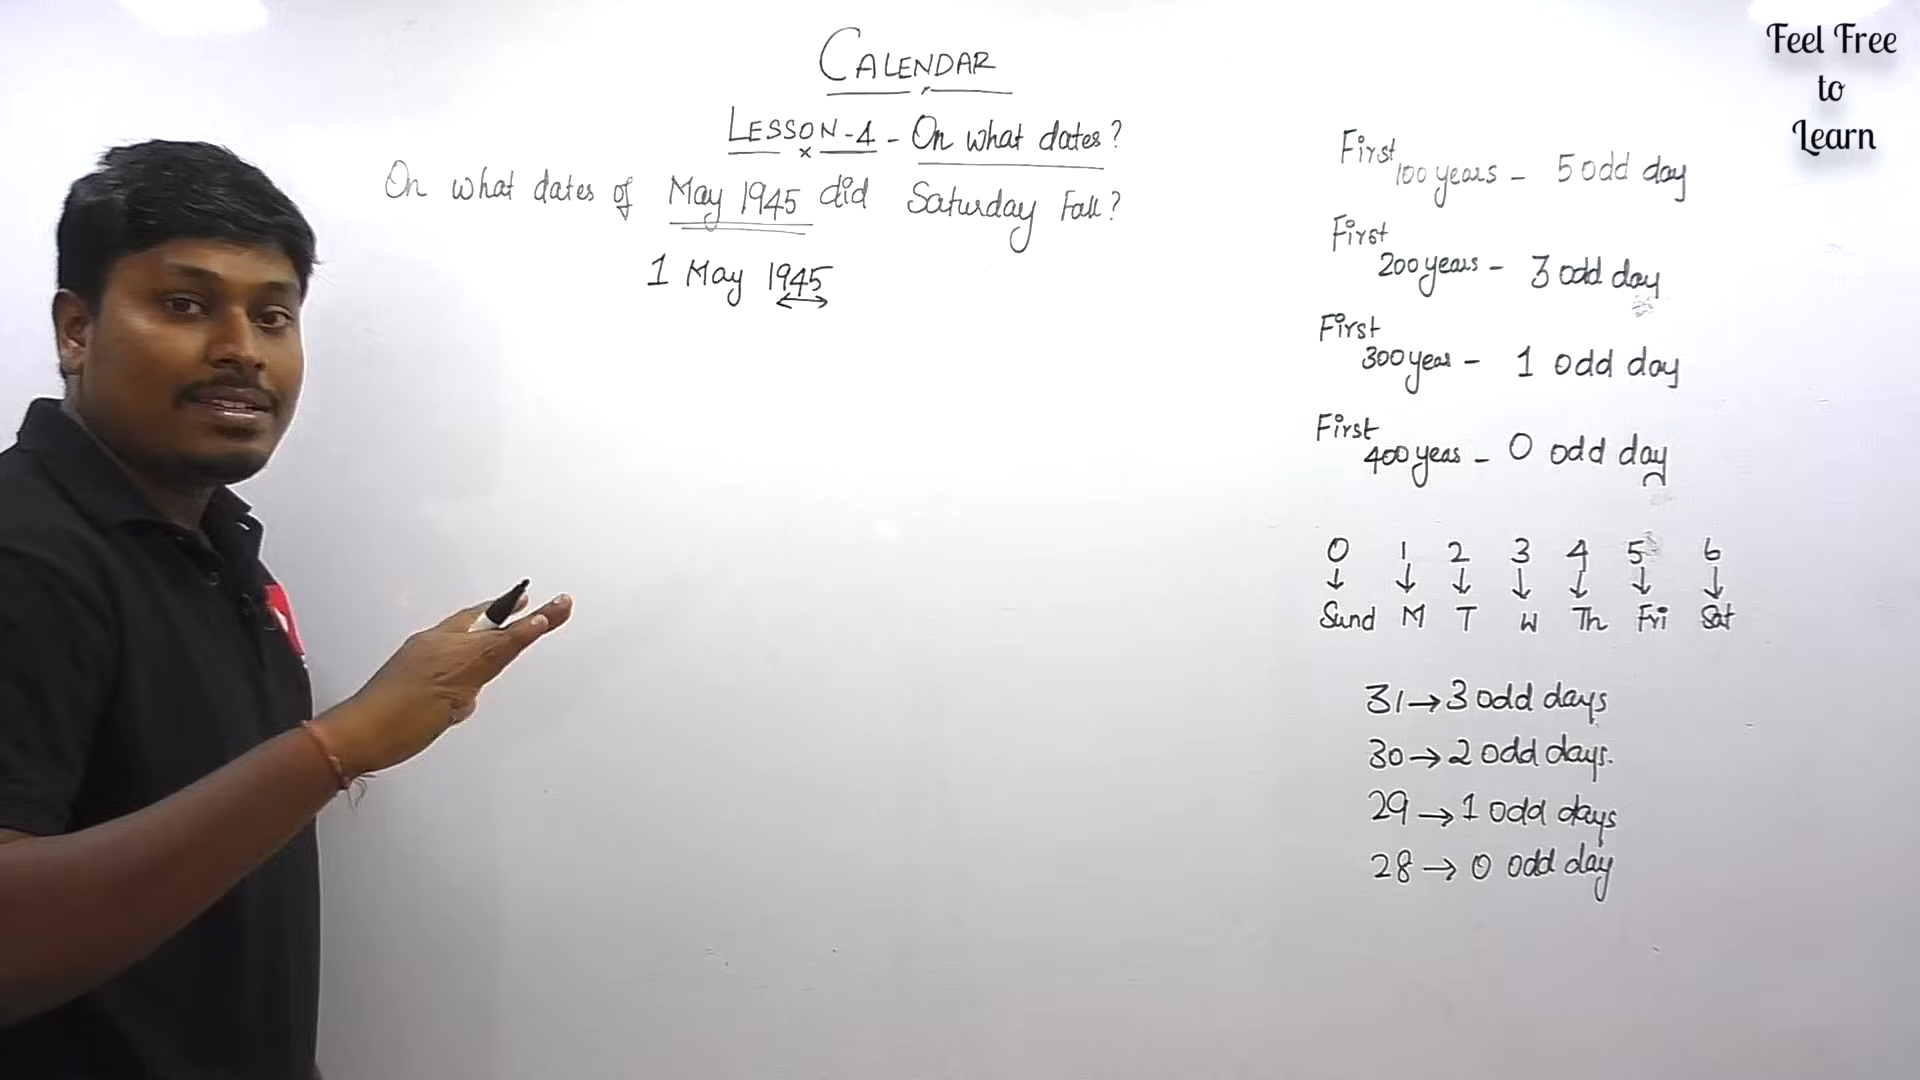 CALENDAR
LESSON-4 - On what dates?
On what dates of May 1945 did Saturday Fall?
1 May 1945
Feel Free
to
Learn
First
100 years - 5 odd day
First
200 years - 3 odd day
First
300 year - 1 odd day
First
400 yeas - 0 odd day
0 1 2 3 4 5 6
↓ ↓ ↓ ↓ ↓ ↓ ↓
Sund M T W Th Fri Sat
31 → 3 odd days
30 → 2 odd days.
29 → 1 odd days
28 → 0 odd day